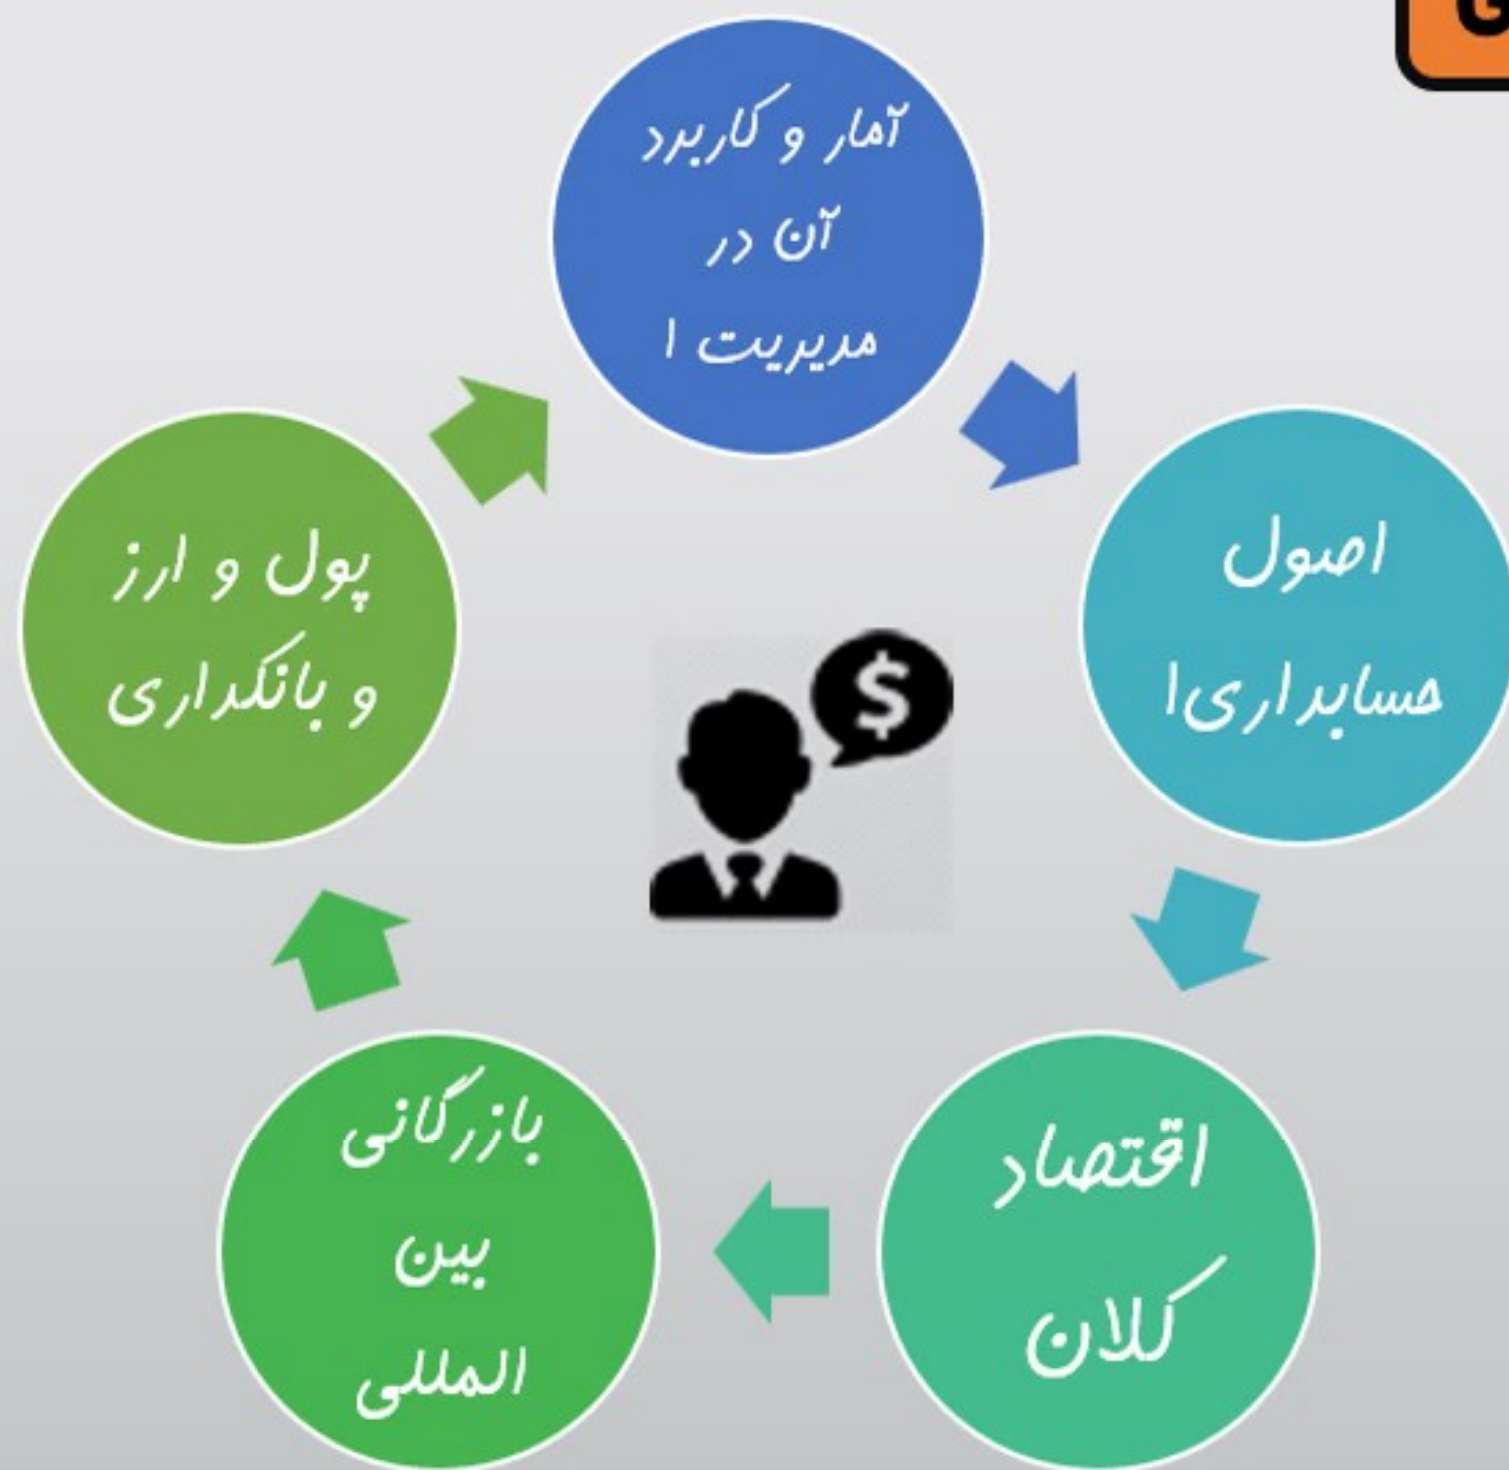 آمار و کاربرد
آن در
مدیریت ۱
اصول
حسابداری۱
اقتصاد
کلان
بازرگانی
بین
المللی
پول و ارز
و بانکداری
$
G